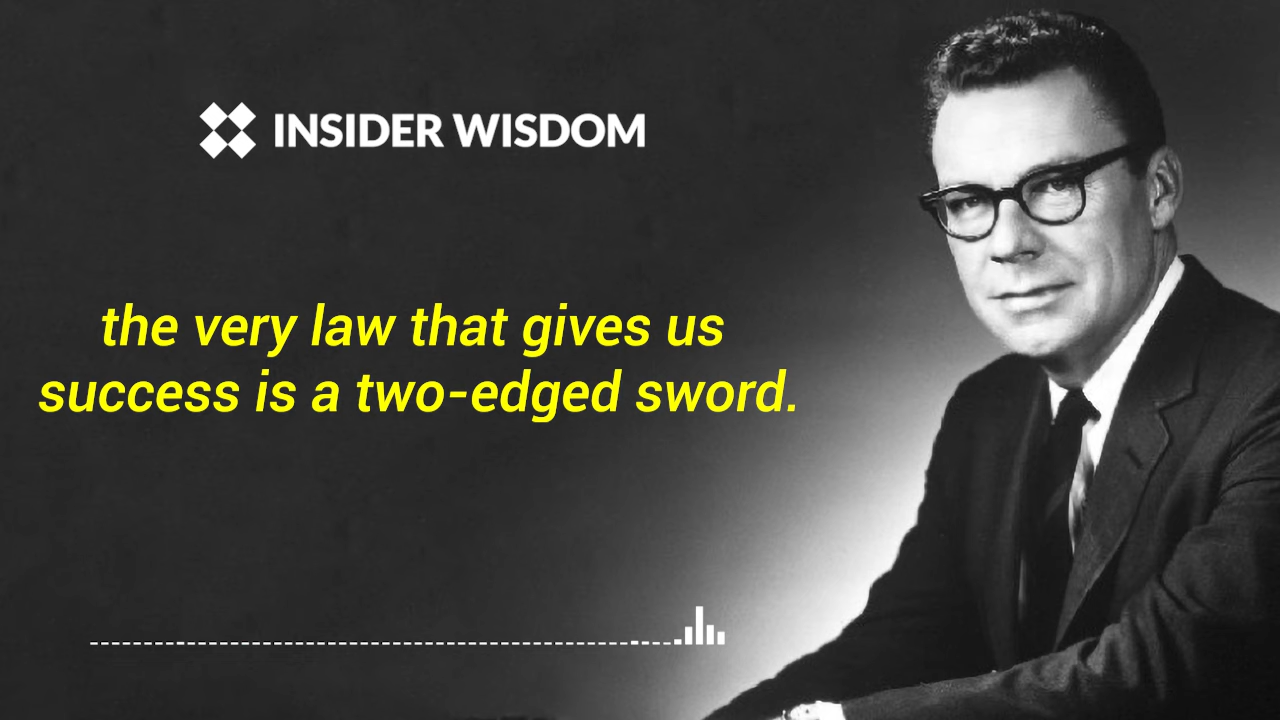 INSIDER WISDOM
the very law that gives us
success is a two-edged sword.